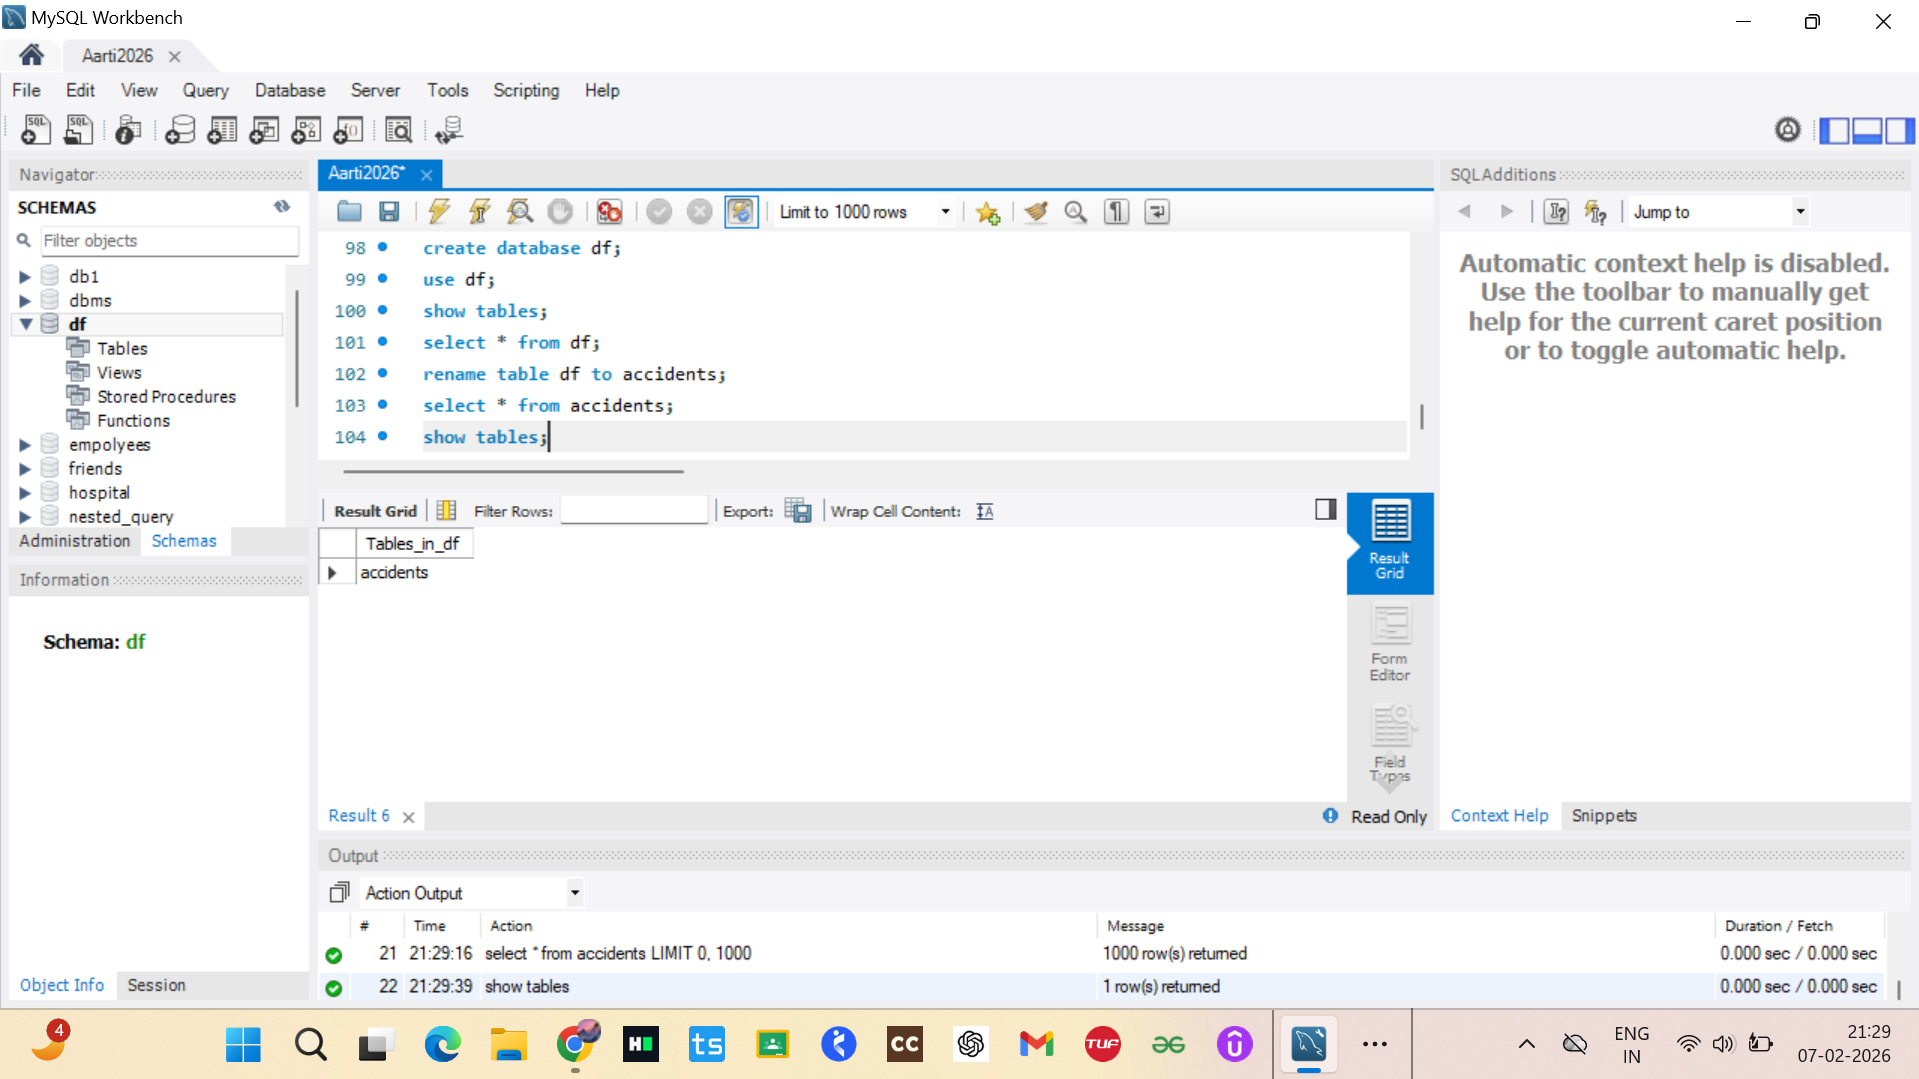 MySQL Workbench
Aarti2026
File Edit View Query Database Server Tools Scripting Help
SQL SQL
Navigator
SCHEMAS
Filter objects
db1
dbms
df
Tables
Views
Stored Procedures
Functions
empolyees
friends
hospital
nested_query
Administration Schemas
Information
Schema: df
Object Info Session
Aarti2026*
Limit to 1000 rows
98 create database df;
99 use df;
100 show tables;
101 select * from df;
102 rename table df to accidents;
103 select * from accidents;
104 show tables;
Result Grid Filter Rows: Export: Wrap Cell Content:
Tables_in_df
accidents
Result Grid
Form Editor
Field Types
Result 6
Read Only
SQLAdditions
Jump to
Automatic context help is disabled.
Use the toolbar to manually get
help for the current caret position
or to toggle automatic help.
Context Help Snippets
Output
Action Output
# Time Action Message Duration / Fetch
21 21:29:16 select * from accidents LIMIT 0, 1000 1000 row(s) returned 0.000 sec / 0.000 sec
22 21:29:39 show tables 1 row(s) returned 0.000 sec / 0.000 sec
4
ts
CC
TUF
ENG
IN
21:29
07-02-2026